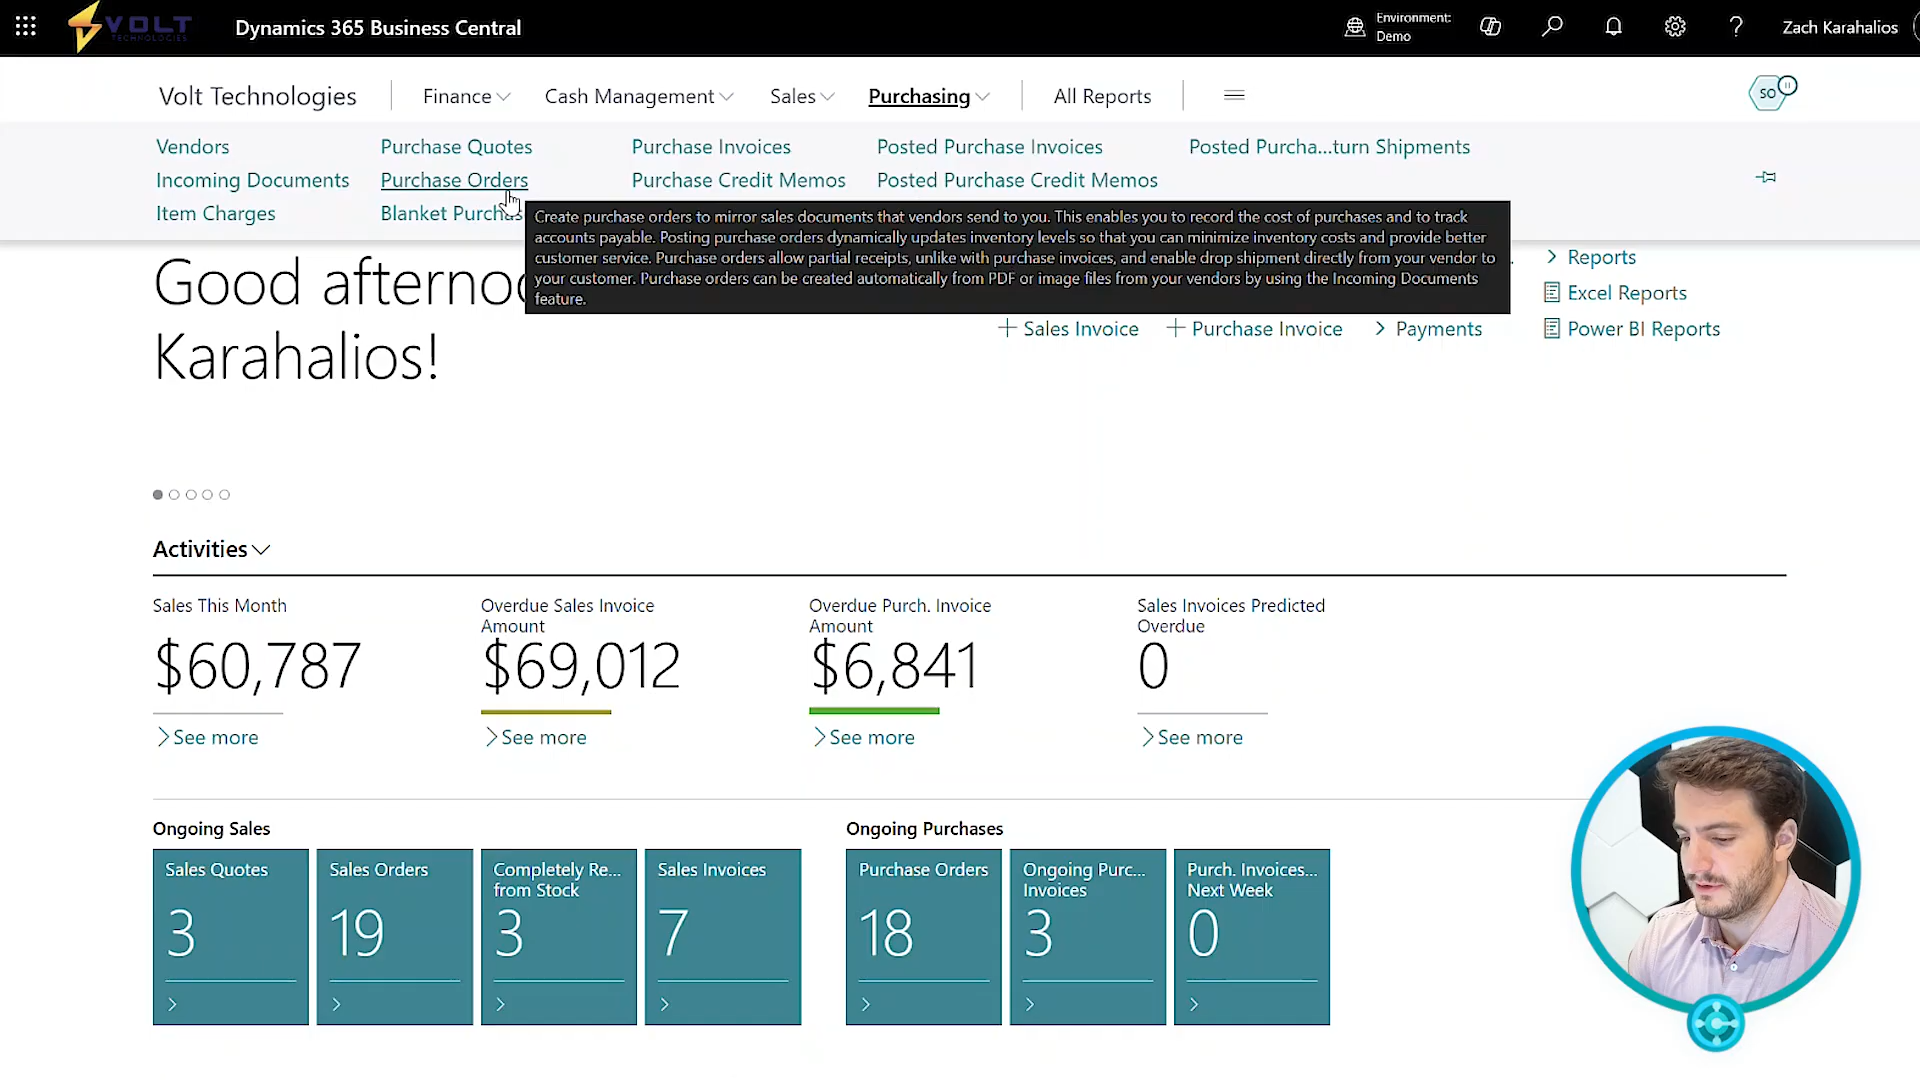 VOLT
TECHNOLOGIES
Dynamics 365 Business Central
Environment:
Demo
Zach Karahalios
Volt Technologies
Finance
Cash Management
Sales
Purchasing
All Reports
SO
Vendors
Purchase Quotes
Purchase Invoices
Posted Purchase Invoices
Posted Purcha...turn Shipments
Incoming Documents
Purchase Orders
Purchase Credit Memos
Posted Purchase Credit Memos
Item Charges
Blanket Purchas
Create purchase orders to mirror sales documents that vendors send to you. This enables you to record the cost of purchases and to track
accounts payable. Posting purchase orders dynamically updates inventory levels so that you can minimize inventory costs and provide better
customer service. Purchase orders allow partial receipts, unlike with purchase invoices, and enable drop shipment directly from your vendor to
your customer. Purchase orders can be created automatically from PDF or image files from your vendors by using the Incoming Documents
feature.
Good afternoo
Karahalios!
Reports
Excel Reports
+ Sales Invoice
+ Purchase Invoice
> Payments
Power BI Reports
Activities
Sales This Month
$60,787
See more
Overdue Sales Invoice
Amount
$69,012
See more
Overdue Purch. Invoice
Amount
$6,841
See more
Sales Invoices Predicted
Overdue
0
See more
Ongoing Sales
Sales Quotes
3
Sales Orders
19
Completely Re...
from Stock
3
Sales Invoices
7
Ongoing Purchases
Purchase Orders
18
Ongoing Purc...
Invoices
3
Purch. Invoices...
Next Week
0